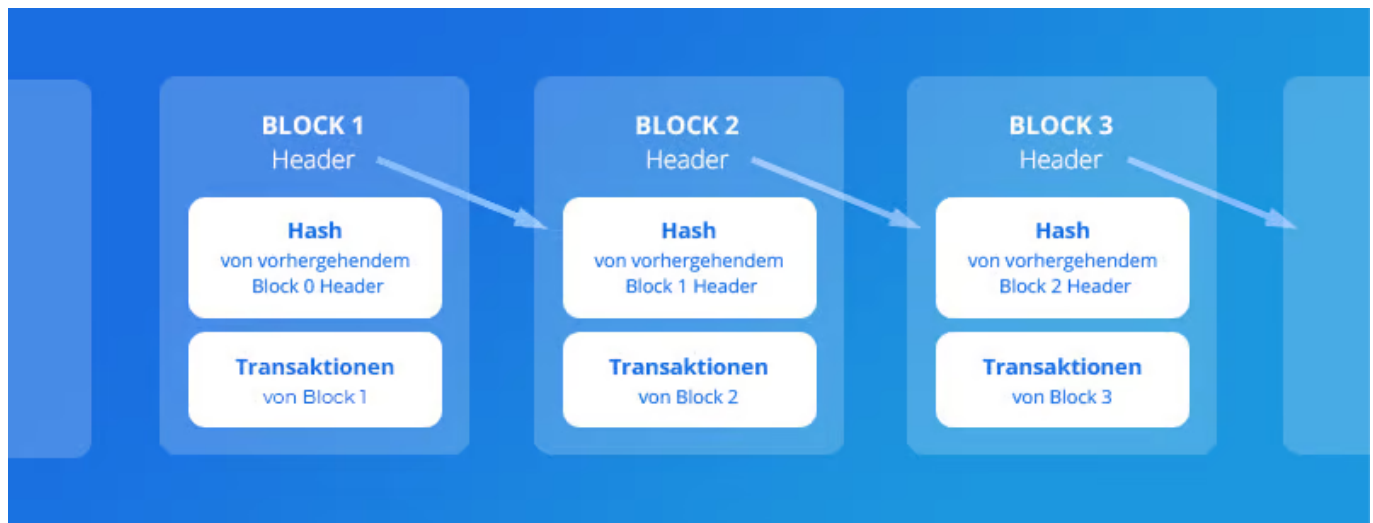 BLOCK 1
Header
Hash
von vorhergehendem
Block 0 Header
Transaktionen
von Block 1
BLOCK 2
Header
Hash
von vorhergehendem
Block 1 Header
Transaktionen
von Block 2
BLOCK 3
Header
Hash
von vorhergehendem
Block 2 Header
Transaktionen
von Block 3